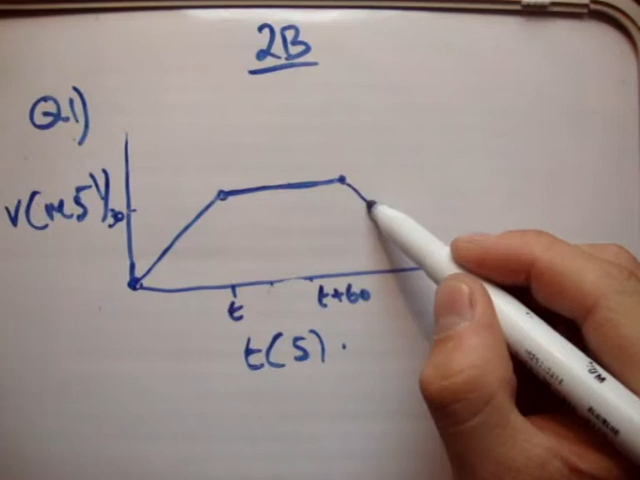 2B
Q1)
v(ms⁻¹)
30
t
t+60
t(s).